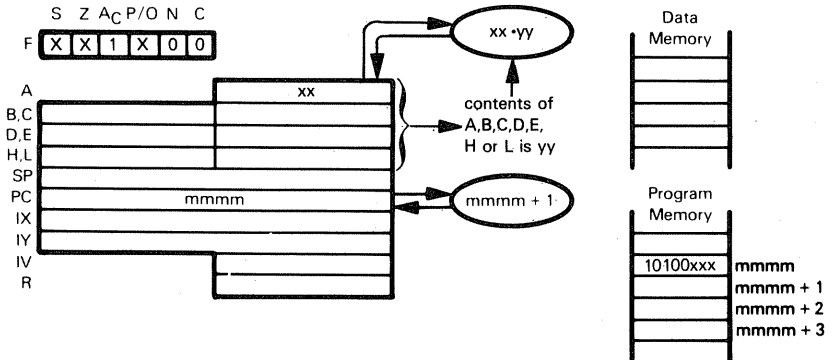 S Z AC P/O N C
F X X 1 X 0 0
A xx
B,C
D,E
H,L
SP
PC mmmm
IX
IY
IV
R
xx •yy
contents of
A,B,C,D,E,
H or L is yy
mmmm + 1
Data
Memory
Program
Memory
10100xxx mmmm
mmmm + 1
mmmm + 2
mmmm + 3